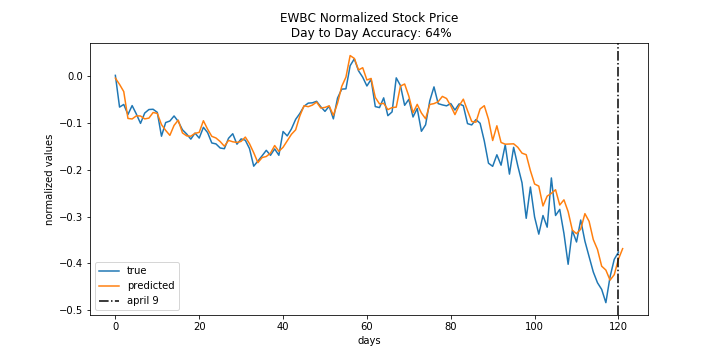 EWBC Normalized Stock Price
Day to Day Accuracy: 64%
normalized values
0.0
−0.1
−0.2
−0.3
−0.4
−0.5
true
predicted
april 9
0
20
40
60
80
100
120
days